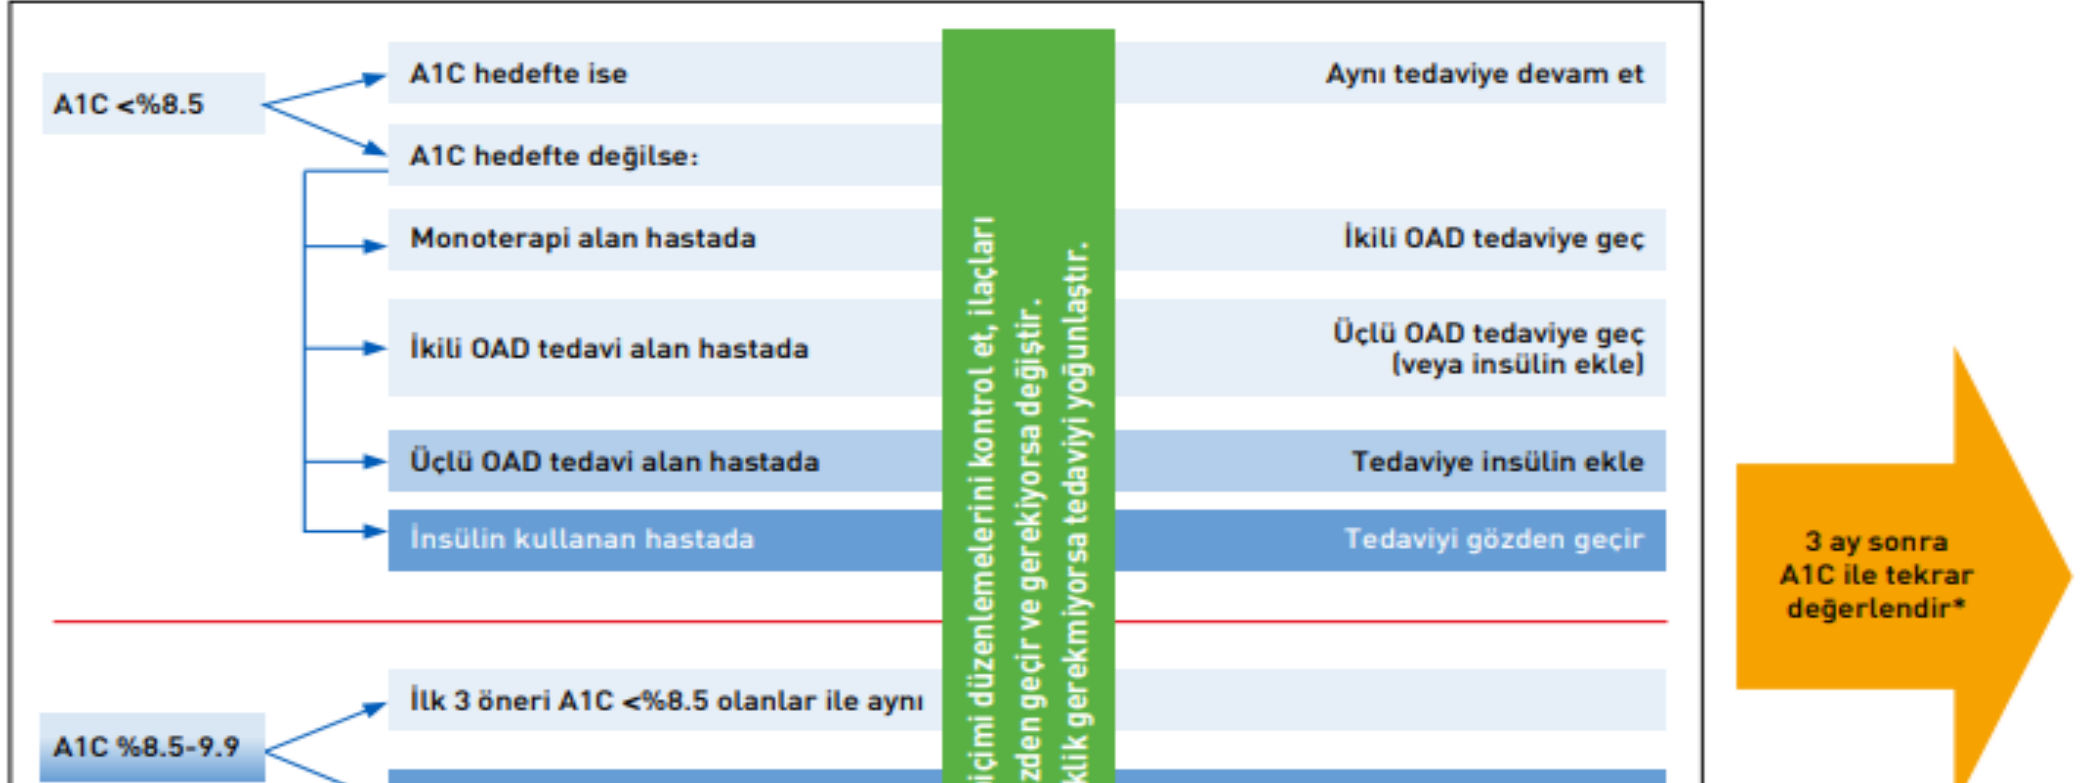 A1C <%8.5
A1C hedefte ise
Aynı tedaviye devam et
A1C hedefte değilse:
Monoterapi alan hastada
İkili OAD tedaviye geç
İkili OAD tedavi alan hastada
Üçlü OAD tedaviye geç
(veya insülin ekle)
Üçlü OAD tedavi alan hastada
Tedaviye insülin ekle
İnsülin kullanan hastada
Tedaviyi gözden geçir
düzenlemelerini kontrol et, ilaçları
geçir ve gerekiyorsa değiştir.
gerekmiyorsa tedaviyi yoğunlaştır.
3 ay sonra
A1C ile tekrar
değerlendir*
A1C %8.5-9.9
İlk 3 öneri A1C <%8.5 olanlar ile aynı